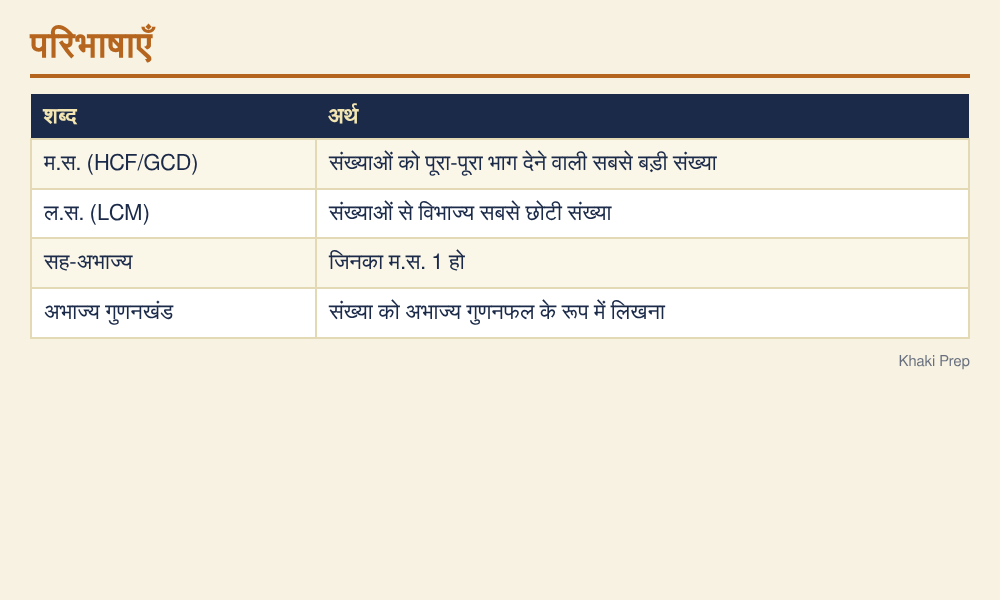 परिभाषाएँ
शब्द अर्थ
म.स. (HCF/GCD) संख्याओं को पूरा-पूरा भाग देने वाली सबसे बड़ी संख्या
ल.स. (LCM) संख्याओं से विभाज्य सबसे छोटी संख्या
सह-अभाज्य जिनका म.स. 1 हो
अभाज्य गुणनखंड संख्या को अभाज्य गुणनफल के रूप में लिखना
Khaki Prep